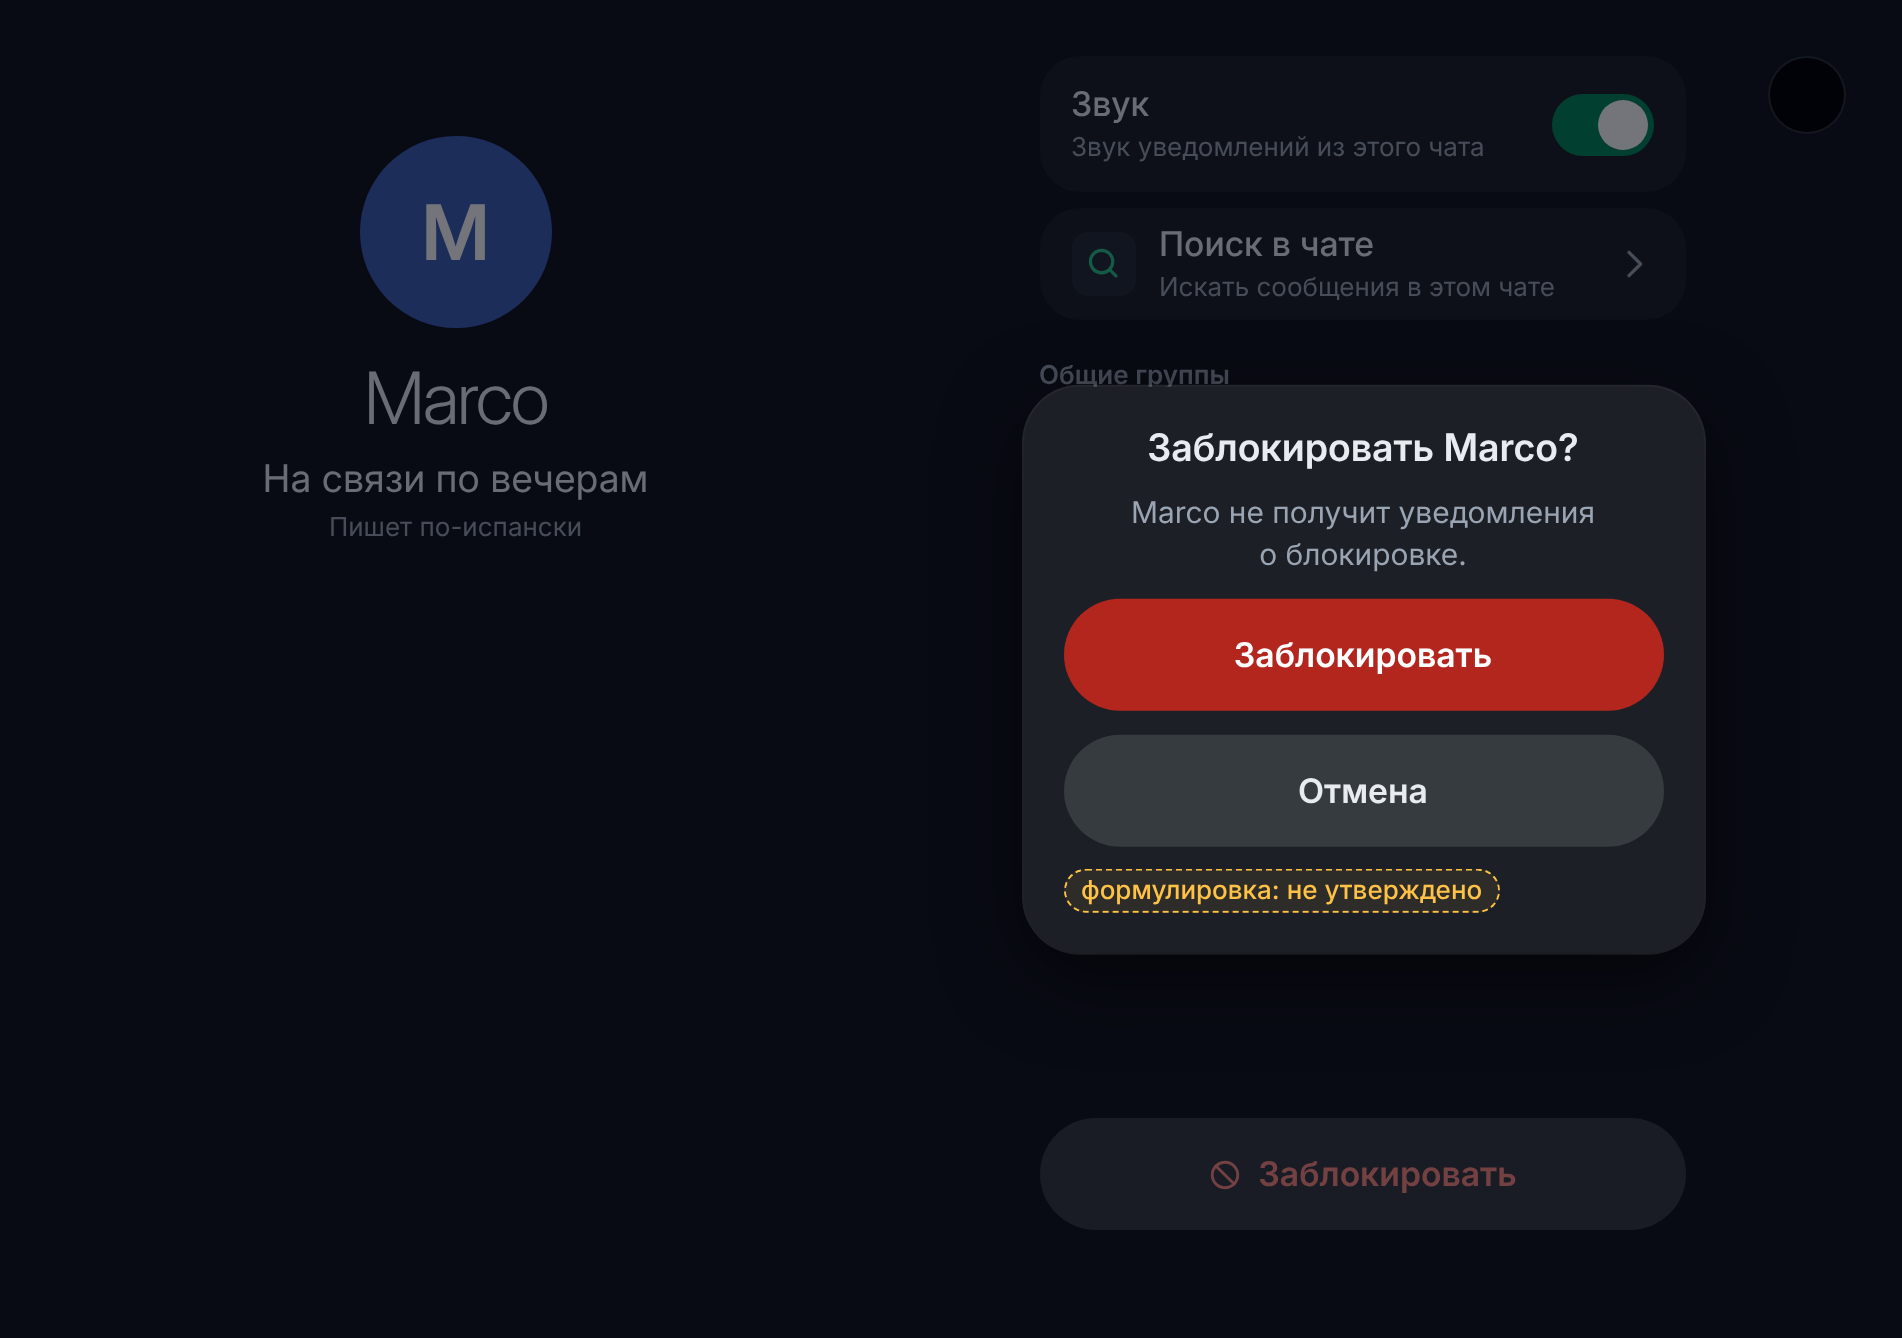 M
Marco
На связи по вечерам
Пишет по-испански
Звук
Звук уведомлений из этого чата
Поиск в чате
Искать сообщения в этом чате
Общие группы
Заблокировать Marco?
Marco не получит уведомления
о блокировке.
Заблокировать
Отмена
формулировка: не утверждено
Заблокировать